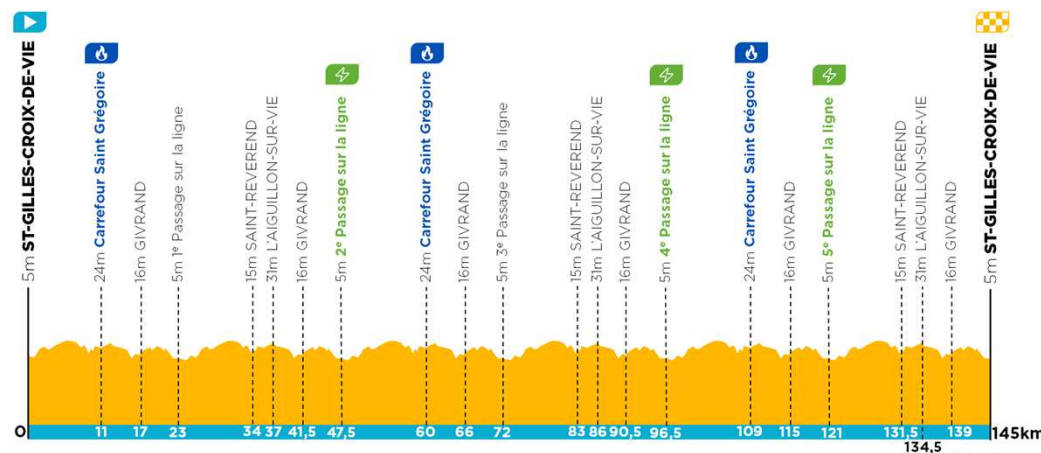 5m ST-GILLES-CROIX-DE-VIE
24m Carrefour Saint Grégoire
16m GIVRAND
5m 1ᵉ Passage sur la ligne
15m SAINT-REVEREND
31m L'AIGUILLON-SUR-VIE
16m GIVRAND
5m 2ᵉ Passage sur la ligne
24m Carrefour Saint Grégoire
16m GIVRAND
5m 3ᵉ Passage sur la ligne
15m SAINT-REVEREND
31m L'AIGUILLON-SUR-VIE
16m GIVRAND
5m 4ᵉ Passage sur la ligne
24m Carrefour Saint Grégoire
16m GIVRAND
5m 5ᵉ Passage sur la ligne
15m SAINT-REVEREND
31m L'AIGUILLON-SUR-VIE
16m GIVRAND
5m ST-GILLES-CROIX-DE-VIE
0 11 17 23 34 37 41,5 47,5 60 66 72 83 86 90,5 96,5 109 115 121 131,5 139 145km
134,5